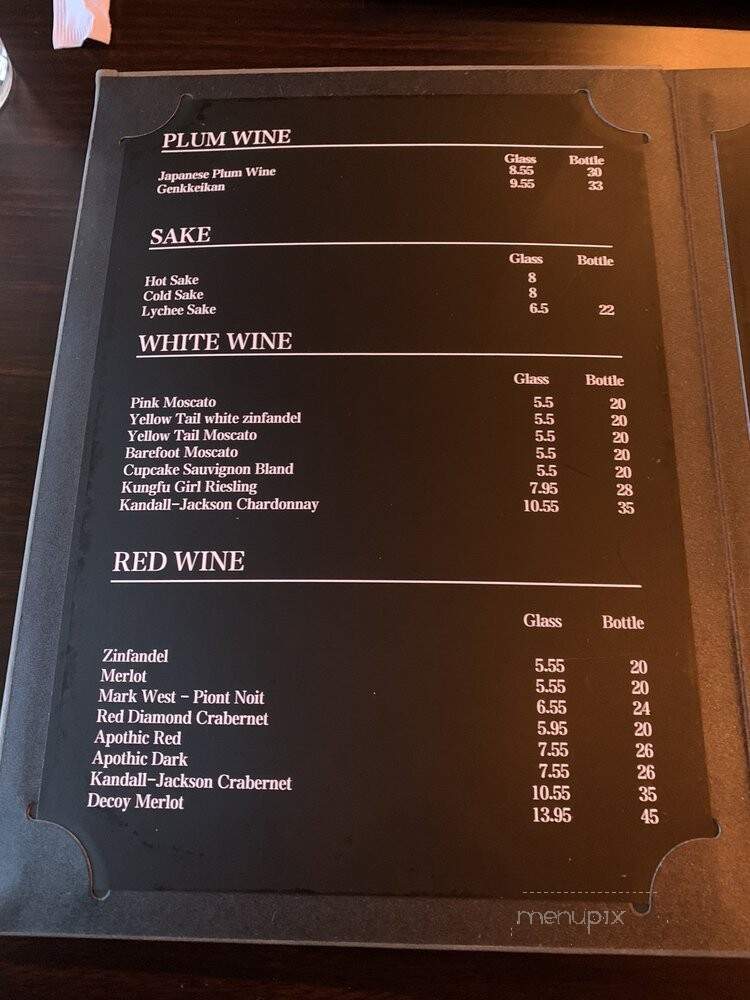 PLUM WINE
Glass Bottle
Japanese Plum Wine 8.55 30
Genkkeikan 9.55 33
SAKE
Glass Bottle
Hot Sake 8
Cold Sake 8
Lychee Sake 6.5 22
WHITE WINE
Glass Bottle
Pink Moscato 5.5 20
Yellow Tail white zinfandel 5.5 20
Yellow Tail Moscato 5.5 20
Barefoot Moscato 5.5 20
Cupcake Sauvignon Bland 5.5 20
Kungfu Girl Riesling 7.95 28
Kandall-Jackson Chardonnay 10.55 35
RED WINE
Glass Bottle
Zinfandel 5.55 20
Merlot 5.55 20
Mark West - Piont Noit 6.55 24
Red Diamond Crabernet 5.95 20
Apothic Red 7.55 26
Apothic Dark 7.55 26
Kandall-Jackson Crabernet 10.55 35
Decoy Merlot 13.95 45
menupix